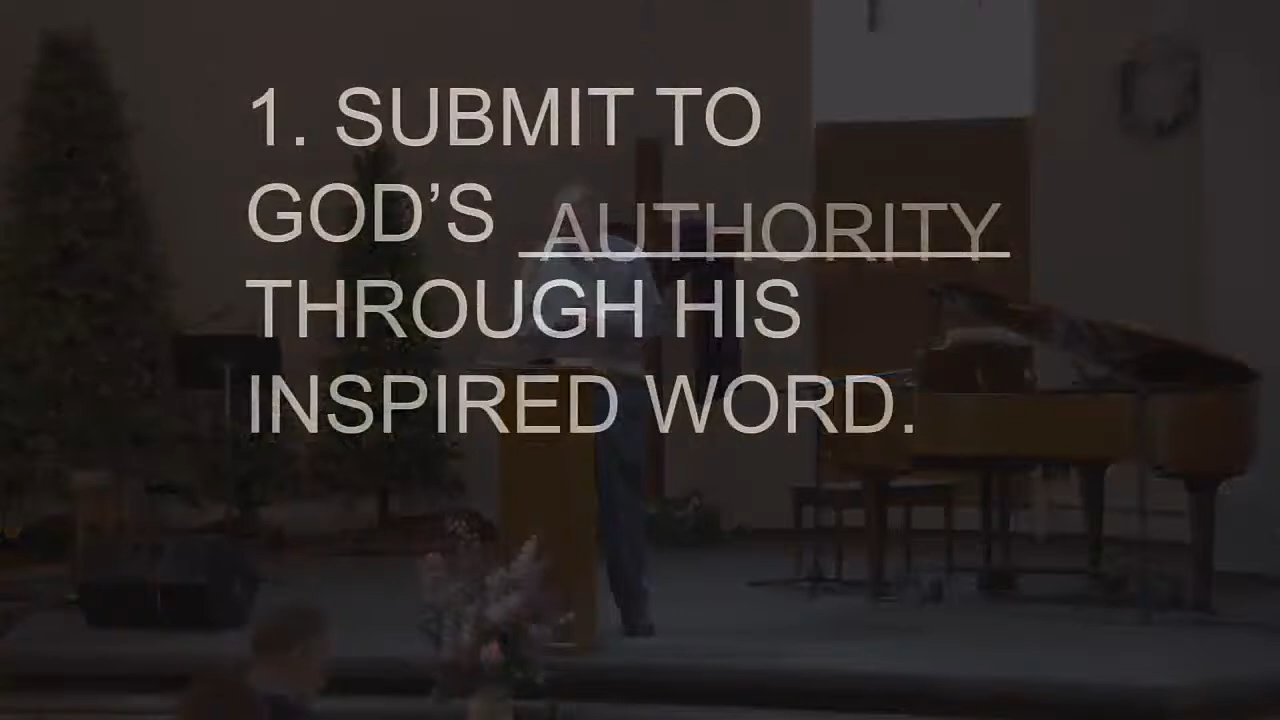 1. SUBMIT TO
GOD’S AUTHORITY
THROUGH HIS
INSPIRED WORD.